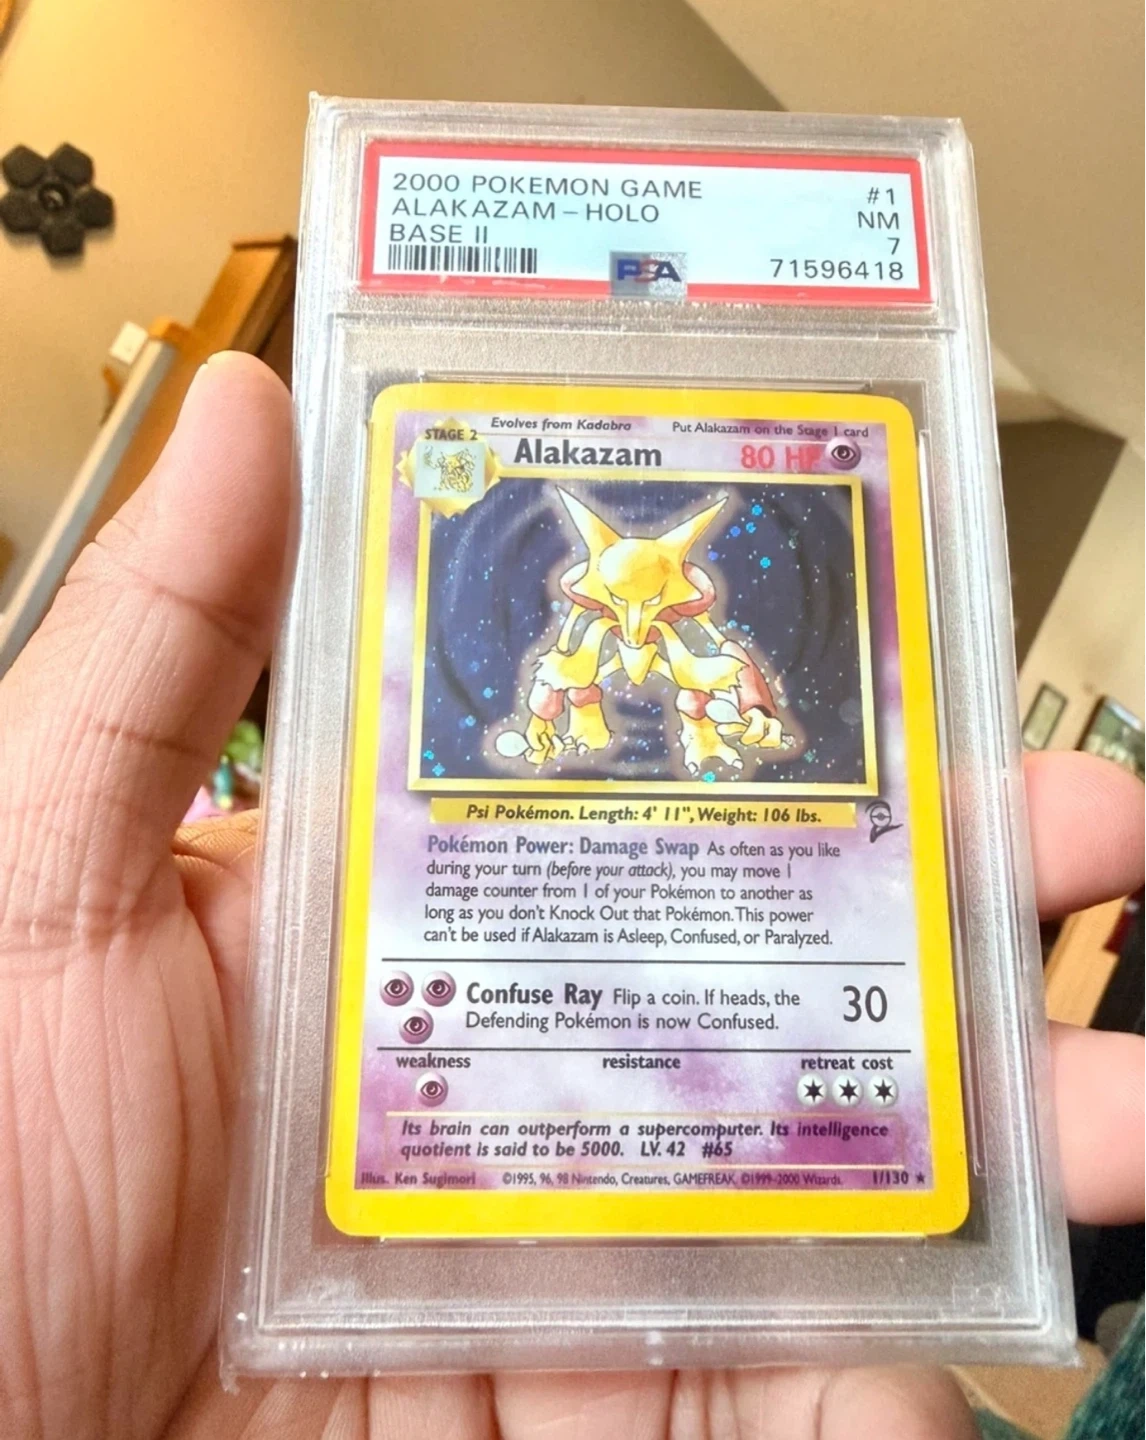 2000 POKEMON GAME #1
ALAKAZAM – HOLO NM
BASE II 7
PSA 71596418
Evolves from Kadabra Put Alakazam on the Stage 1 card
STAGE 2
Alakazam 80 HP
Psi Pokémon. Length: 4' 11", Weight: 106 lbs.
Pokémon Power: Damage Swap As often as you like
during your turn (before your attack), you may move 1
damage counter from 1 of your Pokémon to another as
long as you don't Knock Out that Pokémon. This power
can't be used if Alakazam is Asleep, Confused, or Paralyzed.
Confuse Ray Flip a coin. If heads, the
Defending Pokémon is now Confused.
30
weakness resistance retreat cost
Its brain can outperform a supercomputer. Its intelligence
quotient is said to be 5000. LV. 42 #65
Illus. Ken Sugimori ©1995, 96, 98 Nintendo, Creatures, GAMEFREAK. ©1999-2000 Wizards. 1/130 ★